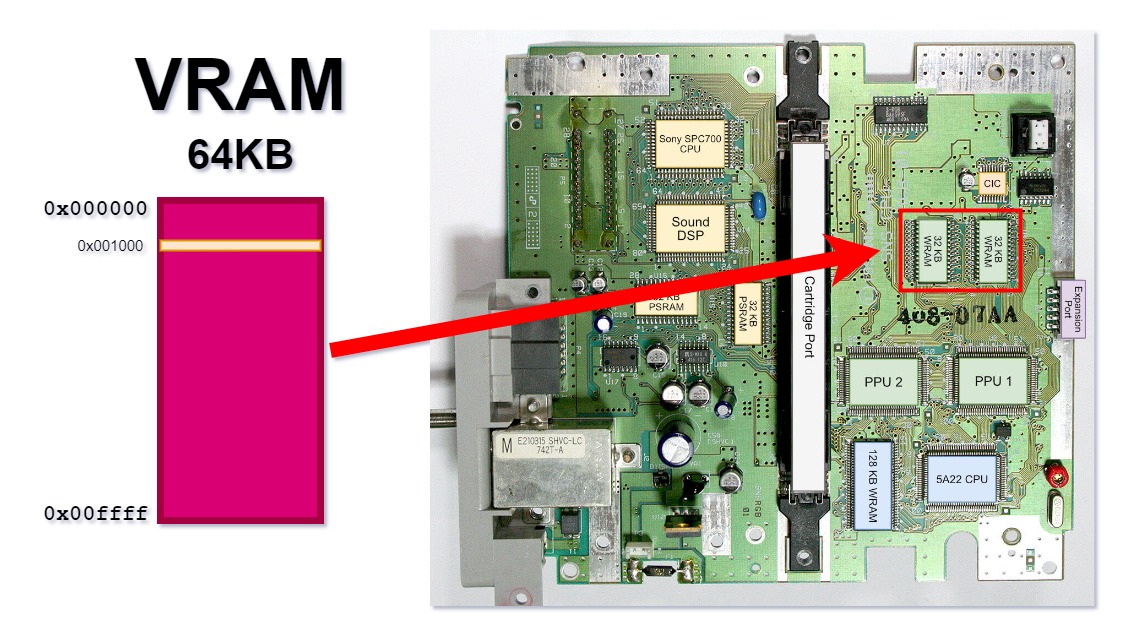 VRAM
64KB
0x000000
0x001000
0x00ffff
Sony SPC700
CPU
Sound
DSP
PSRAM
32 KB
PSRAM
Cartridge Port
CIC
32 KB
WRAM
32 KB
WRAM
Expansion
Port
408-07AA
PPU 2
PPU 1
128 KB WRAM
5A22 CPU
M E210315 SHVC-LC
742T-A